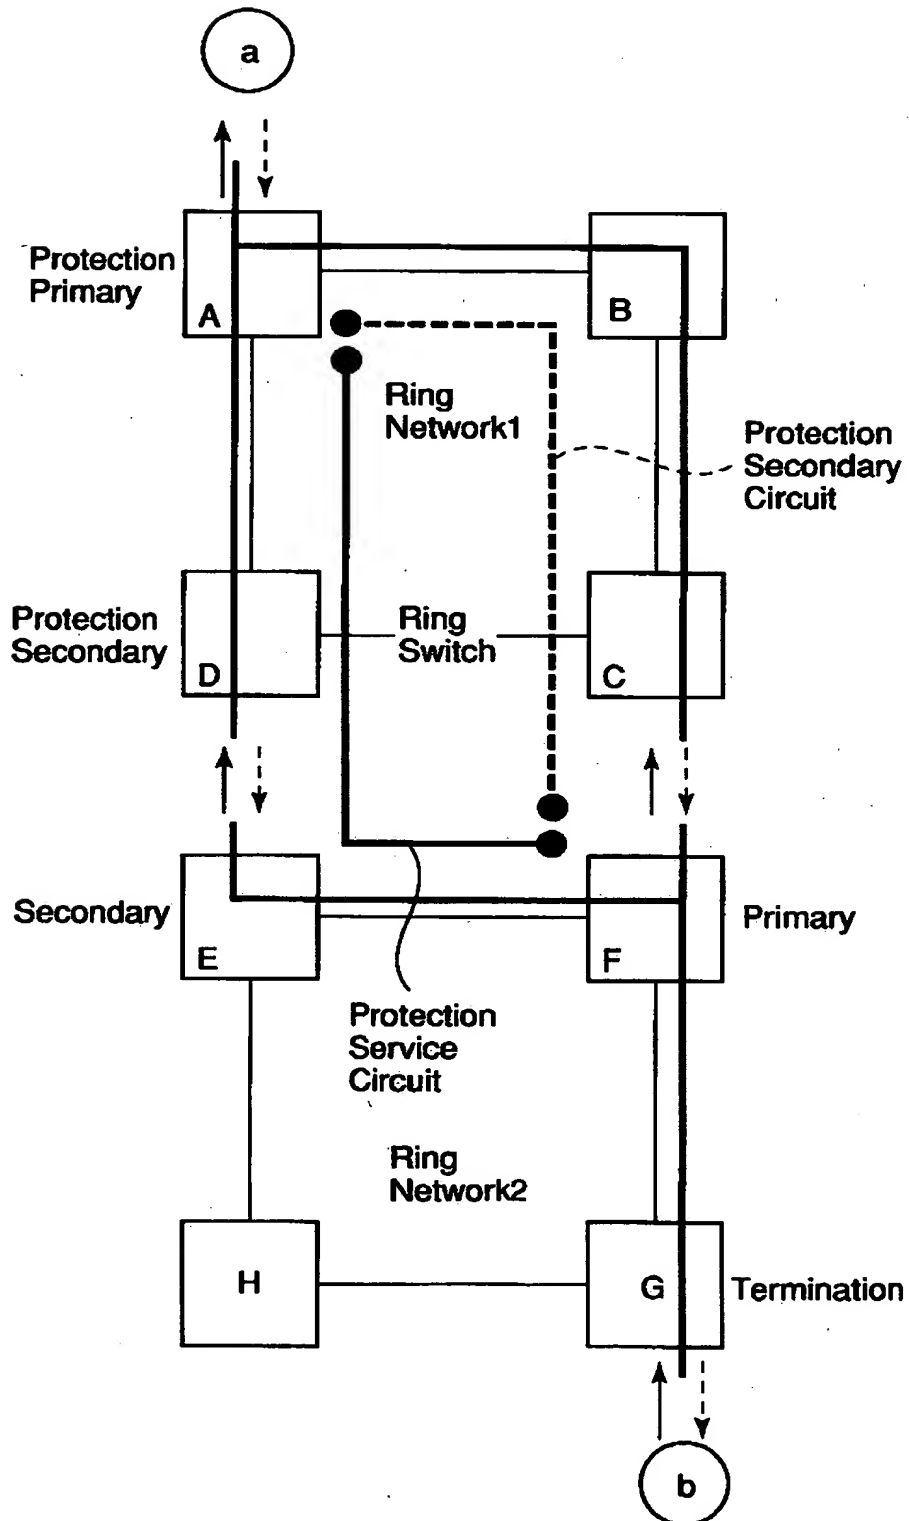 a
Protection
Primary
A
B
Ring
Network1
Protection
Secondary
Circuit
Protection
Secondary
D
Ring
Switch
C
Secondary
E
F
Primary
Protection
Service
Circuit
Ring
Network2
H
G
Termination
b